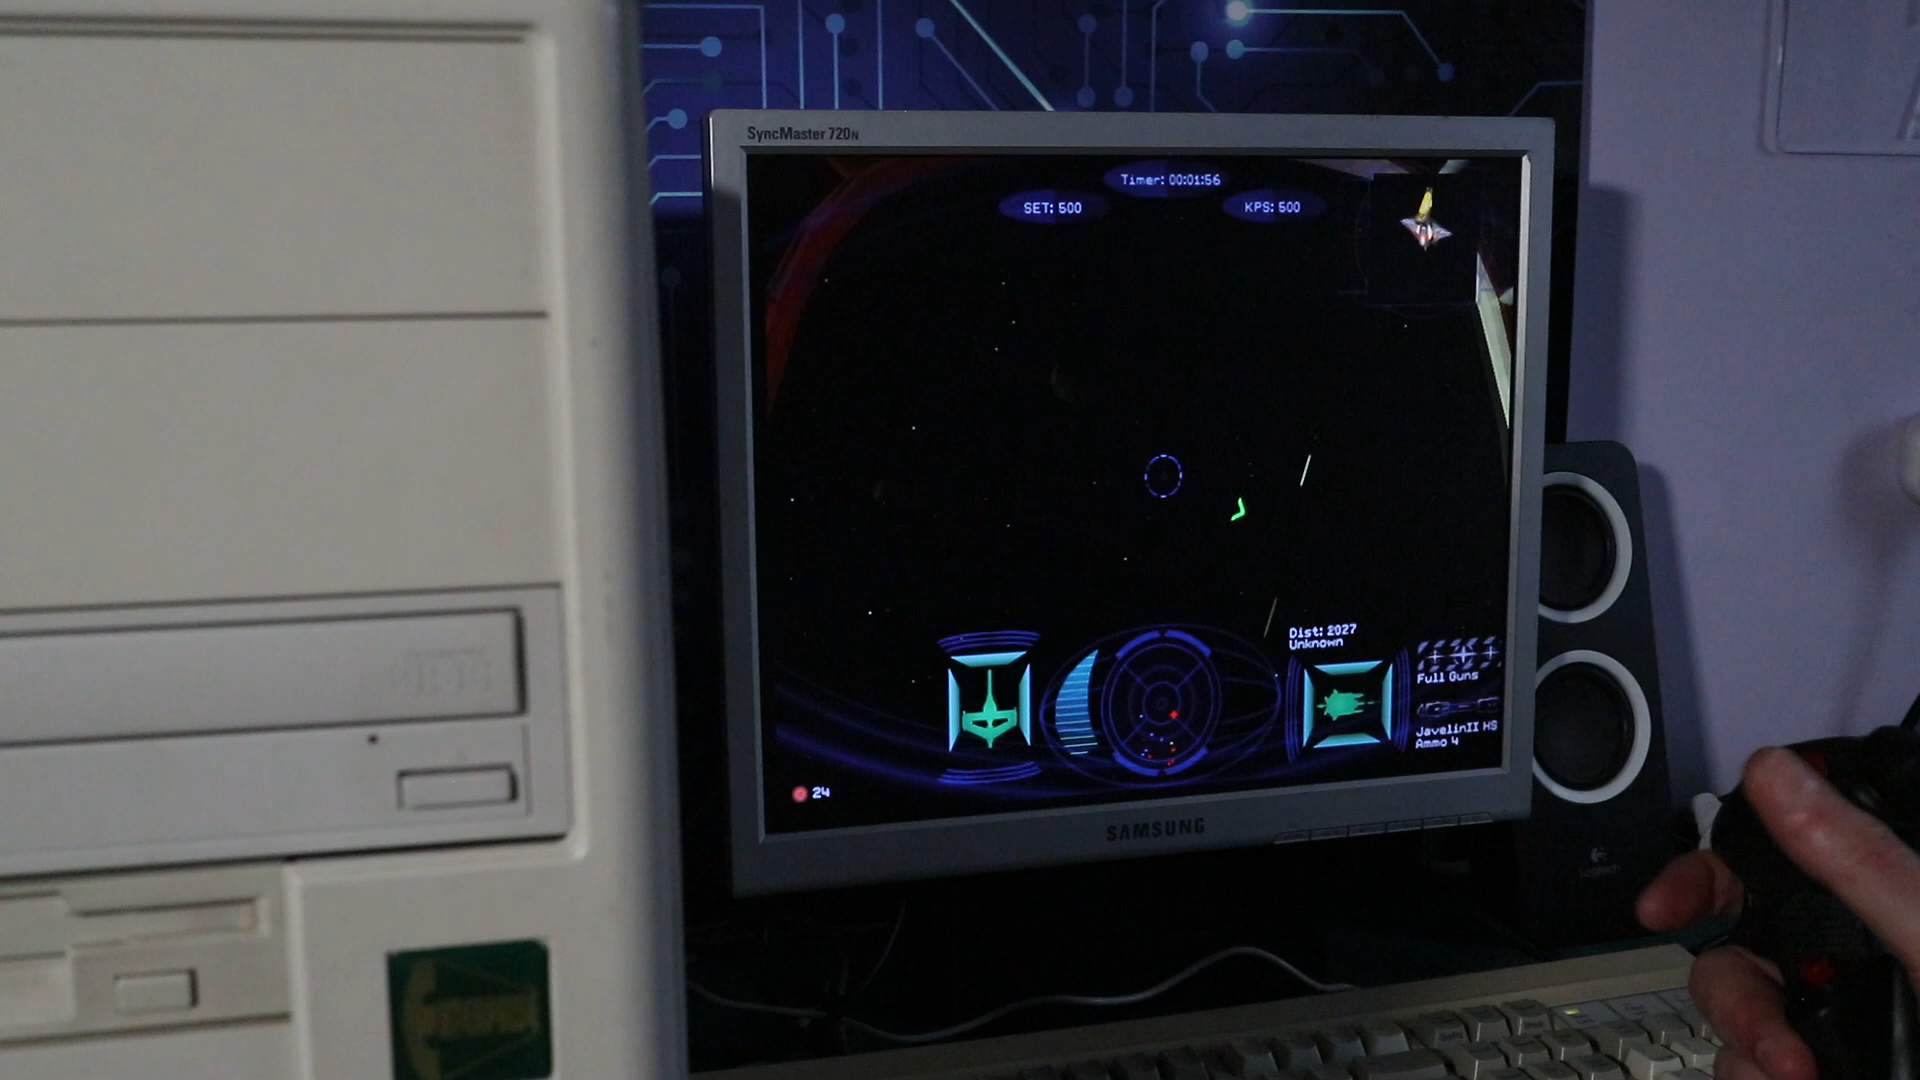 SyncMaster 720N
Timer: 00:01:56
SET: 500
KPS: 500
Dist: 2027
Unknown
Full Guns
JavelinII HS
Ammo 4
24
SAMSUNG
Logitech